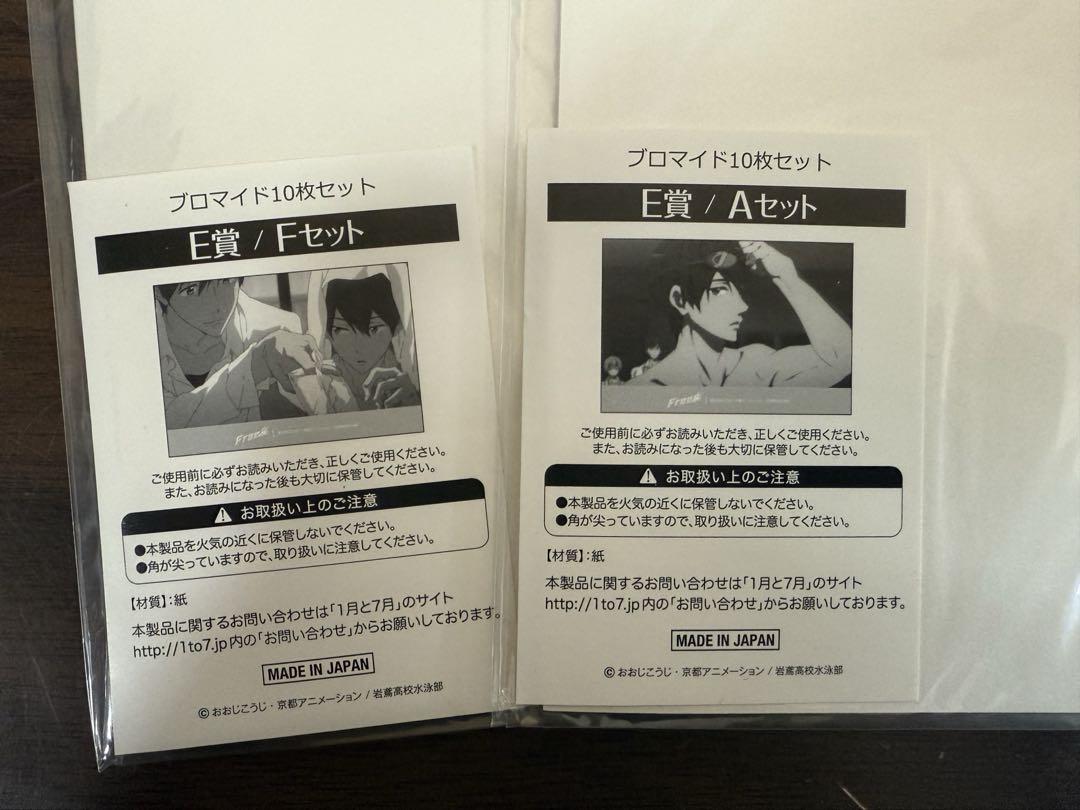 ブロマイド10枚セット
E賞 / Fセット
Free!
ご使用前に必ずお読みいただき、正しくご使用ください。
また、お読みになった後も大切に保管してください。
お取扱い上のご注意
●本製品を火気の近くに保管しないでください。
●角が尖っていますので、取り扱いに注意してください。
【材質】:紙
本製品に関するお問い合わせは「1月と7月」のサイト
http://1to7.jp内の「お問い合わせ」からお願いしております。
MADE IN JAPAN
©おおじこうじ・京都アニメーション / 岩鳶高校水泳部
ブロマイド10枚セット
E賞 / Aセット
Free!
ご使用前に必ずお読みいただき、正しくご使用ください。
また、お読みになった後も大切に保管してください。
お取扱い上のご注意
●本製品を火気の近くに保管しないでください。
●角が尖っていますので、取り扱いに注意してください。
【材質】:紙
本製品に関するお問い合わせは「1月と7月」のサイト
http://1to7.jp内の「お問い合わせ」からお願いしております。
MADE IN JAPAN
©おおじこうじ・京都アニメーション / 岩鳶高校水泳部